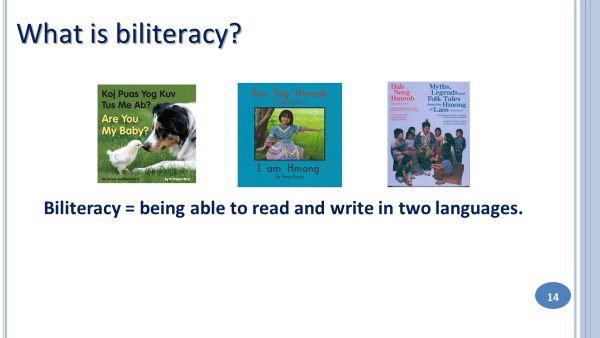 What is biliteracy?
Koj Puas Yog Kuv
Tus Me Ab?
Are You
My Baby?
Kuv Yog Hmoob
I am Hmong
Dab
Neeg
Hmoob
Myths,
Legends and
Folk Tales
from the Hmong
of Laos
Biliteracy = being able to read and write in two languages.
14